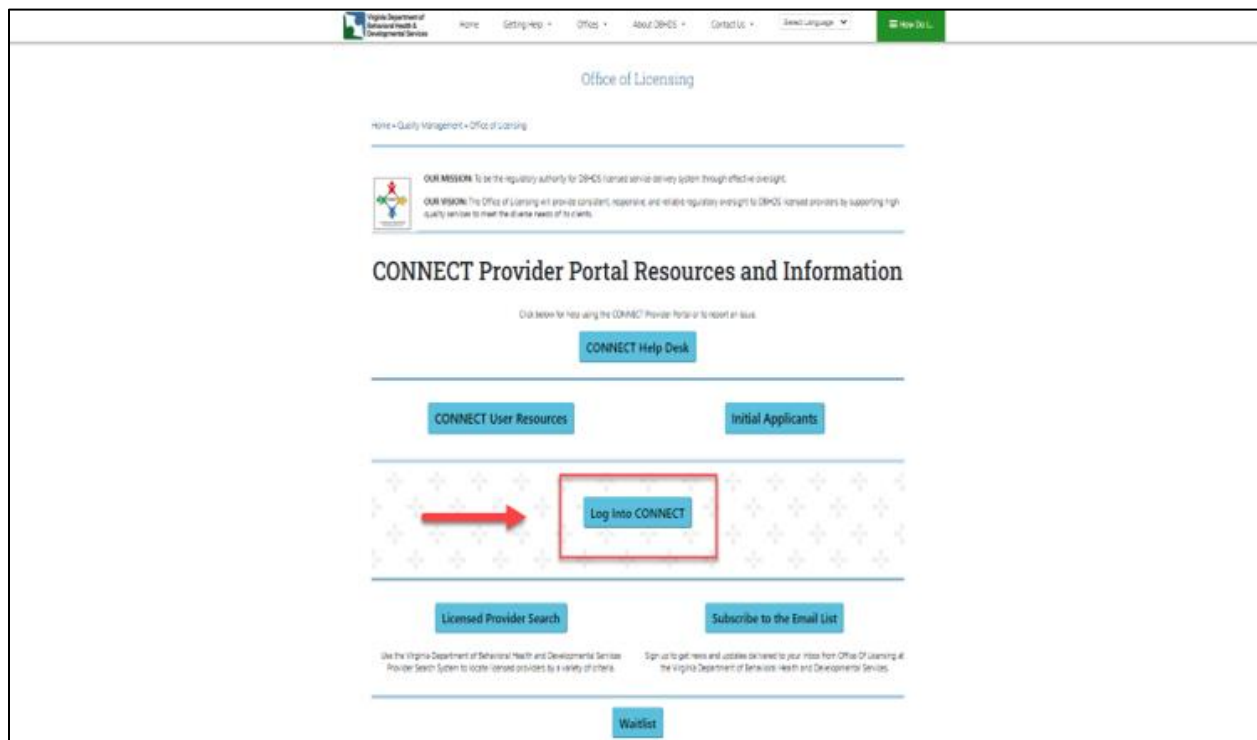 Virginia Department of
Behavioral Health &
Developmental Services
Home
Getting Help
Offices
About DBHDS
Contact Us
Select Language
How Do I...
Office of Licensing
Home » Quality Management » Office of Licensing
OUR MISSION: To be the regulatory authority for DBHDS licensed service delivery system through effective oversight.
OUR VISION: The Office of Licensing will provide consistent, responsive, and reliable regulatory oversight to DBHDS licensed providers by supporting high
quality services to meet the diverse needs of its clients.
CONNECT Provider Portal Resources and Information
Click below for help using the CONNECT Provider Portal or to report an issue.
CONNECT Help Desk
CONNECT User Resources
Initial Applicants
Log Into CONNECT
Licensed Provider Search
Subscribe to the Email List
Use the Virginia Department of Behavioral Health and Developmental Services
Provider Search System to locate licensed providers by a variety of criteria.
Sign up to get news and updates delivered to your inbox from Office Of Licensing at
the Virginia Department of Behavioral Health and Developmental Services.
Waitlist